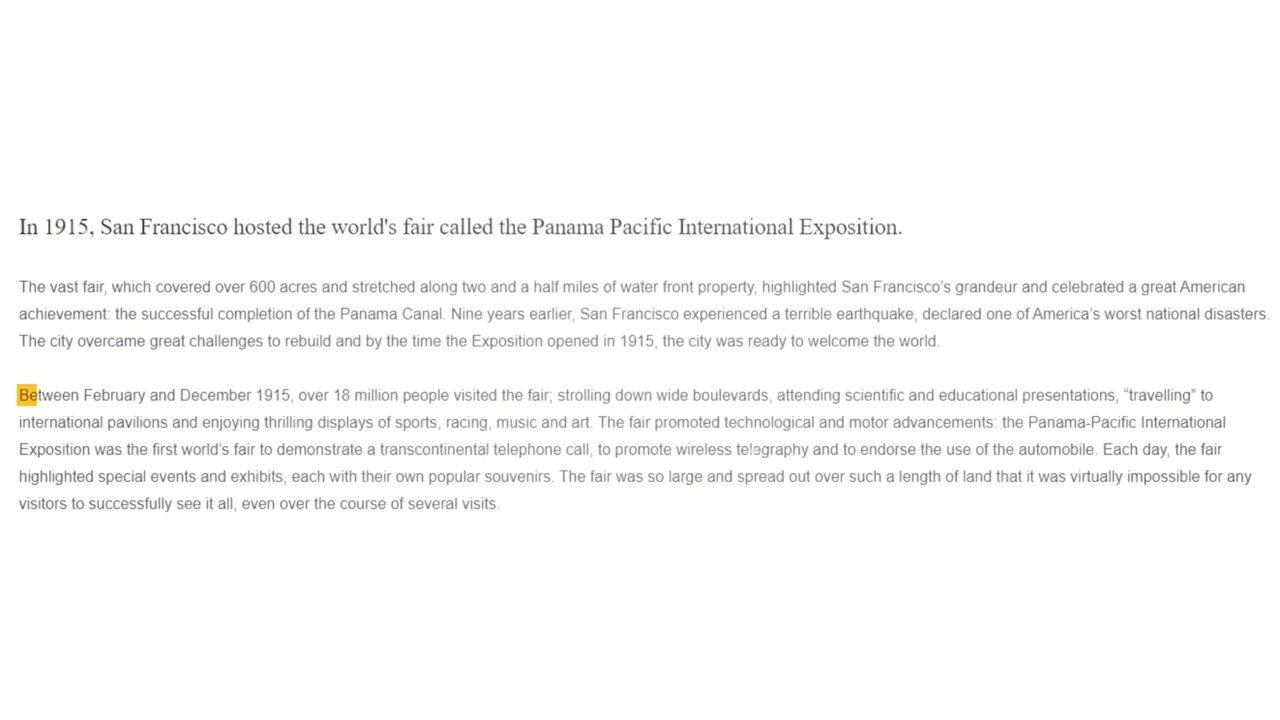 In 1915, San Francisco hosted the world's fair called the Panama Pacific International Exposition.
The vast fair, which covered over 600 acres and stretched along two and a half miles of water front property, highlighted San Francisco’s grandeur and celebrated a great American
achievement: the successful completion of the Panama Canal. Nine years earlier, San Francisco experienced a terrible earthquake, declared one of America’s worst national disasters.
The city overcame great challenges to rebuild and by the time the Exposition opened in 1915, the city was ready to welcome the world.
Between February and December 1915, over 18 million people visited the fair; strolling down wide boulevards, attending scientific and educational presentations, “travelling” to
international pavilions and enjoying thrilling displays of sports, racing, music and art. The fair promoted technological and motor advancements: the Panama-Pacific International
Exposition was the first world’s fair to demonstrate a transcontinental telephone call, to promote wireless telegraphy and to endorse the use of the automobile. Each day, the fair
highlighted special events and exhibits, each with their own popular souvenirs. The fair was so large and spread out over such a length of land that it was virtually impossible for any
visitors to successfully see it all, even over the course of several visits.